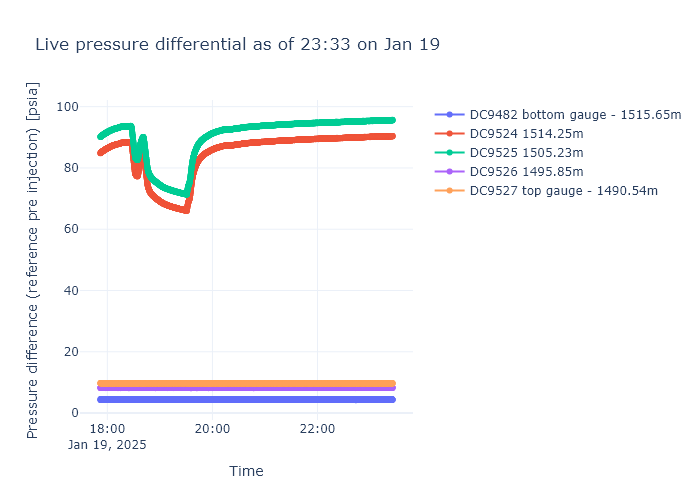 Live pressure differential as of 23:33 on Jan 19
Pressure difference (reference pre injection) [psia]
100
80
60
40
20
0
18:00
Jan 19, 2025
20:00
22:00
Time
DC9482 bottom gauge - 1515.65m
DC9524 1514.25m
DC9525 1505.23m
DC9526 1495.85m
DC9527 top gauge - 1490.54m